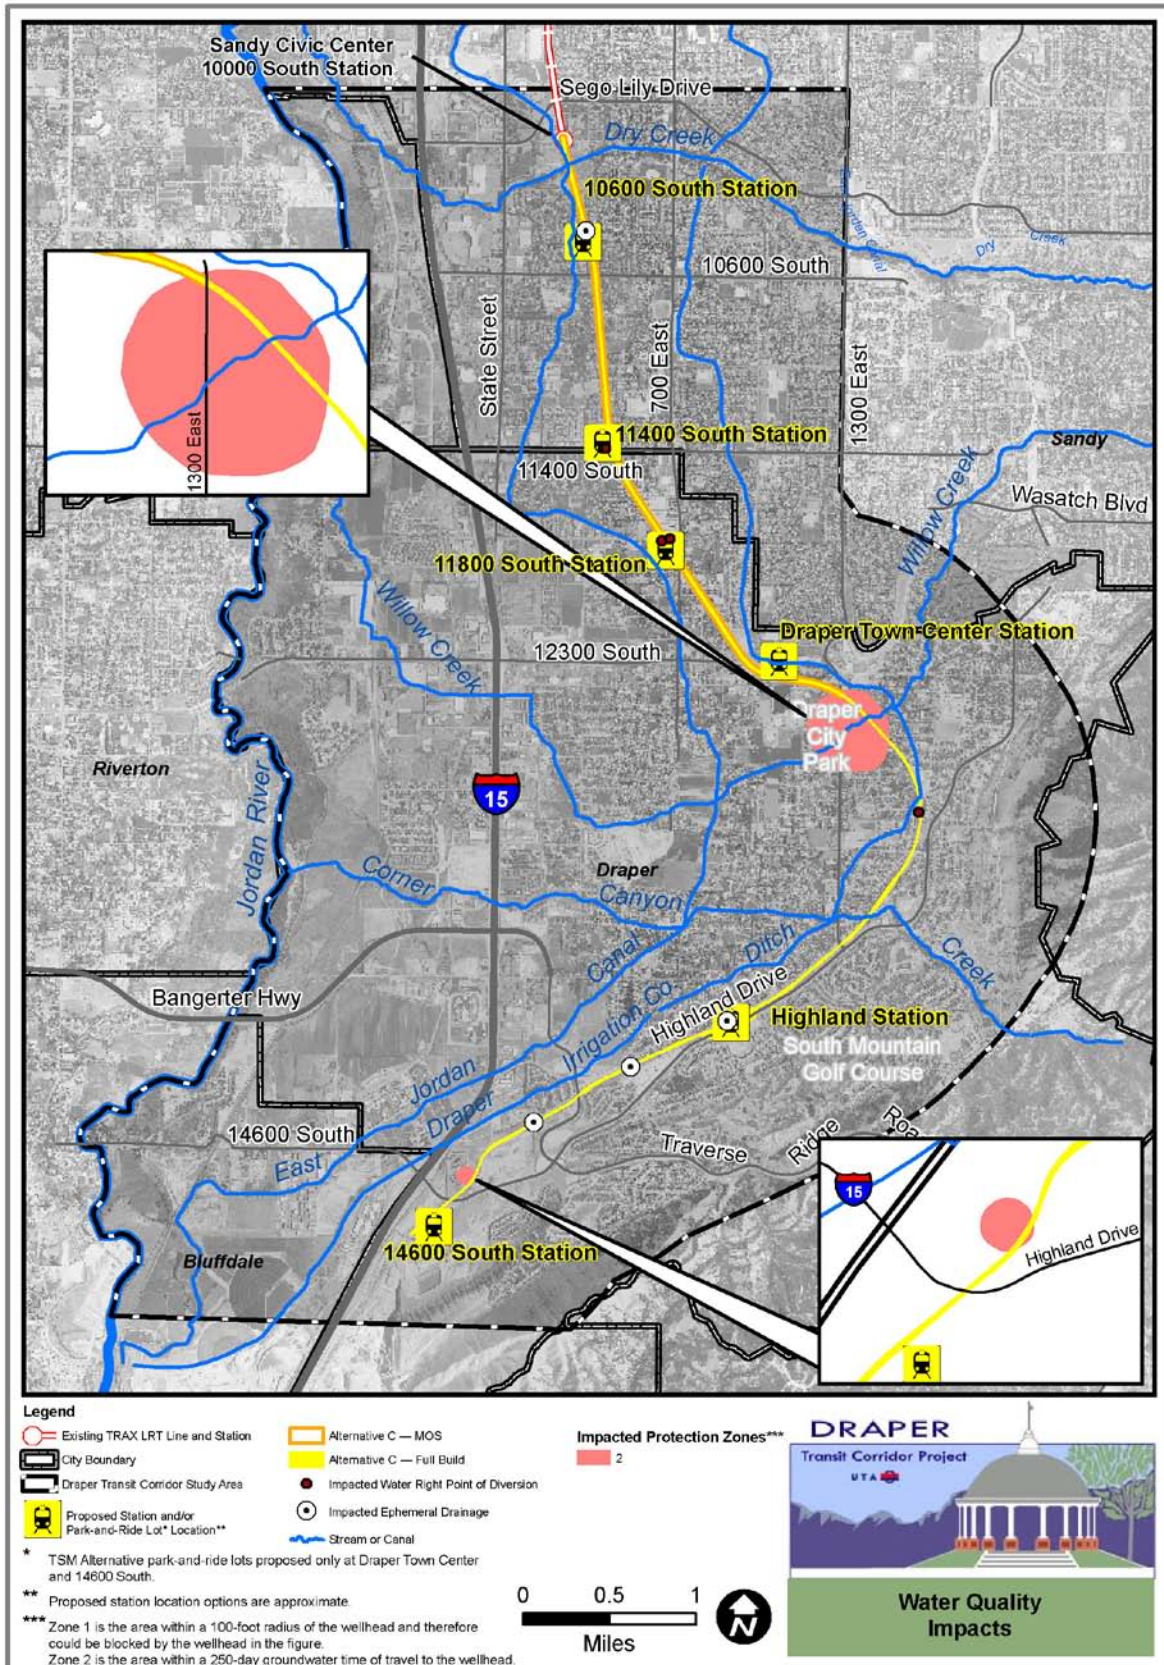 Sandy Civic Center
10000 South Station
Sego Lily Drive
Dry Creek
10600 South Station
Dry Creek
10600 South
State Street
700 East
1300 East
1300 East
11400 South Station
11400 South
Sandy
Wasatch Blvd
Willow Creek
11800 South Station
Willow Creek
Draper Town Center Station
12300 South
Draper
City
Park
Riverton
Jordan River
15
Draper
Corner
Canyon
Creek
Canal
Ditch
Bangerter Hwy
Highland Drive
Highland Station
South Mountain
Golf Course
Irrigation Co
Jordan
Draper
14600 South
East
Traverse
Ridge
15
Highland Drive
14600 South Station
Bluffdale
Legend
Existing TRAX LRT Line and Station
City Boundary
Draper Transit Corridor Study Area
Proposed Station and/or
Park-and-Ride Lot* Location**
Alternative C — MOS
Alternative C — Full Build
Impacted Water Right Point of Diversion
Impacted Ephemeral Drainage
Stream or Canal
Impacted Protection Zones***
2
* TSM Alternative park-and-ride lots proposed only at Draper Town Center
and 14600 South.
** Proposed station location options are approximate.
*** Zone 1 is the area within a 100-foot radius of the wellhead and therefore
could be blocked by the wellhead in the figure.
Zone 2 is the area within a 250-day groundwater time of travel to the wellhead.
0 0.5 1
Miles
N
DRAPER
Transit Corridor Project
UTA
Water Quality
Impacts